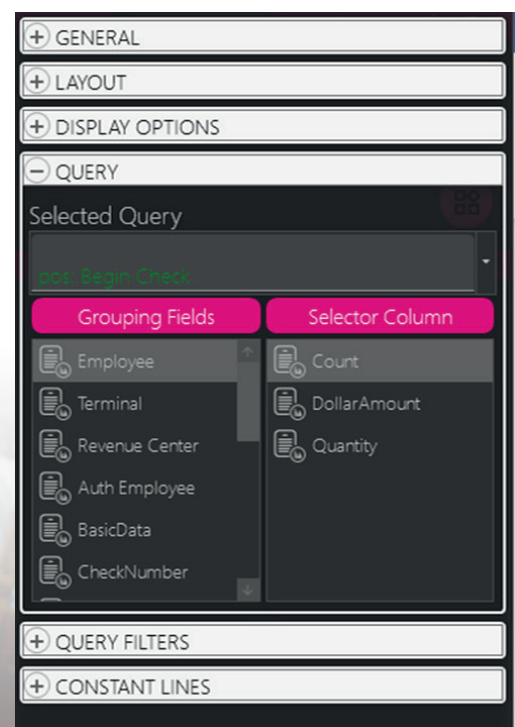 GENERAL
LAYOUT
DISPLAY OPTIONS
QUERY
Selected Query
pos: Begin Check
Grouping Fields
Selector Column
Employee
Terminal
Revenue Center
Auth Employee
BasicData
CheckNumber
Count
DollarAmount
Quantity
QUERY FILTERS
CONSTANT LINES